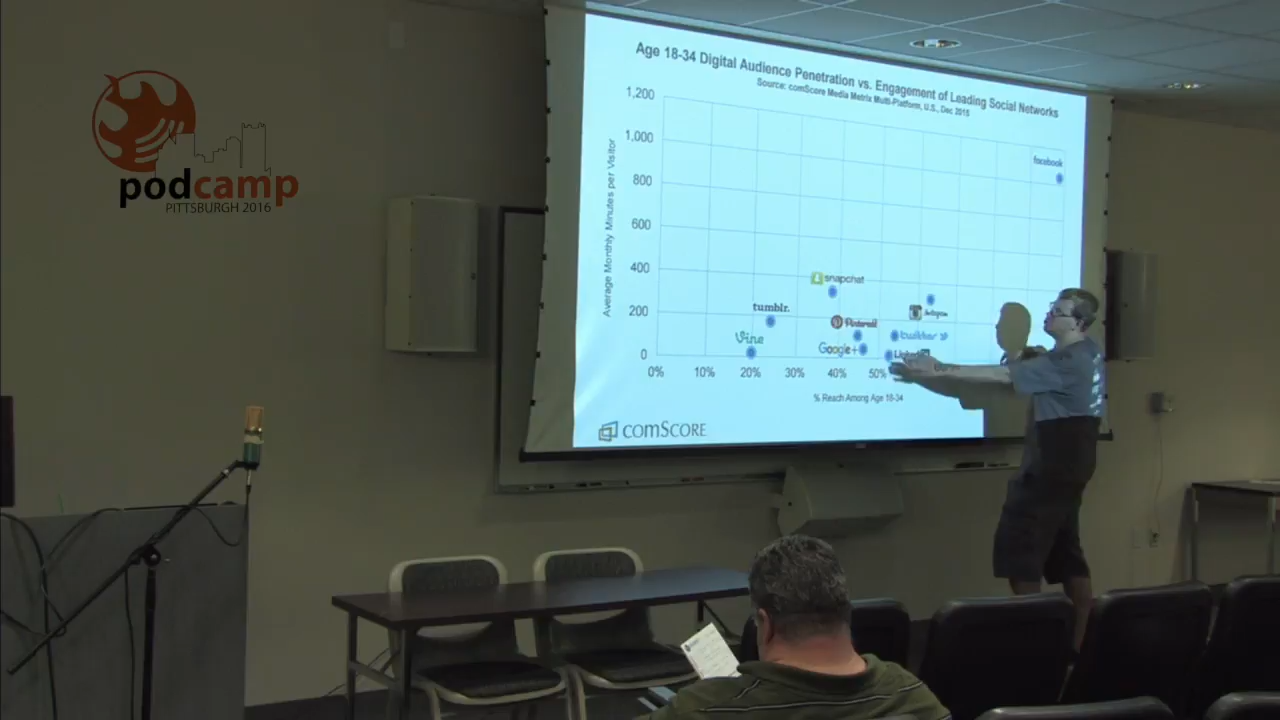 podcamp
PITTSBURGH 2016
Age 18-34 Digital Audience Penetration vs. Engagement of Leading Social Networks
Source: comScore Media Metrix Multi-Platform, U.S., Dec 2015
Average Monthly Minutes per Visitor
1,200
1,000
800
600
400
200
0
facebook
snapchat
tumblr.
Pinterest
Instagram
twitter
Vine
Google+
LinkedIn
0% 10% 20% 30% 40% 50%
% Reach Among Age 18-34
comSCORE